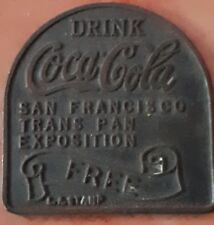 DRINK
Coca-Cola
SAN FRANCISCO
TRANS PAN
EXPOSITION
FREE